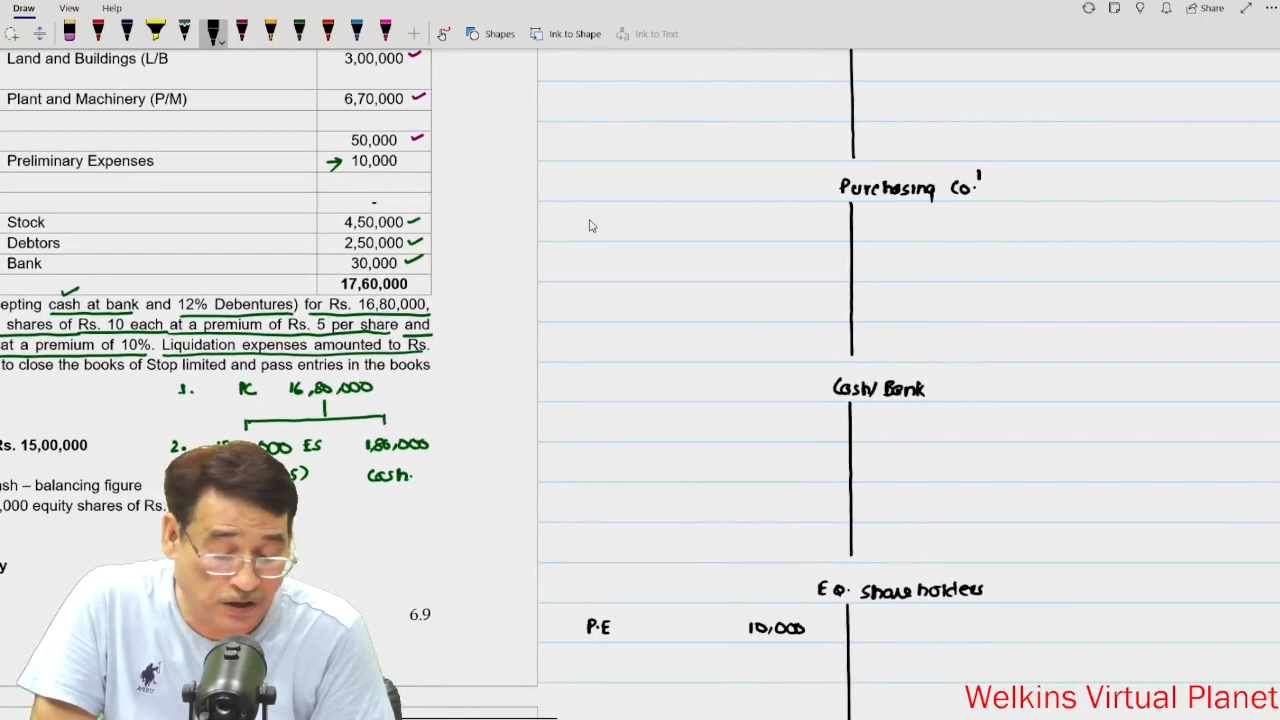 Draw View Help
Share
Shapes Ink to Shape Ink to Text
Land and Buildings (L/B 3,00,000
Plant and Machinery (P/M) 6,70,000
50,000
Preliminary Expenses 10,000
-
Stock 4,50,000
Debtors 2,50,000
Bank 30,000
17,60,000
cepting cash at bank and 12% Debentures) for Rs. 16,80,000,
shares of Rs. 10 each at a premium of Rs. 5 per share and
at a premium of 10%. Liquidation expenses amounted to Rs.
to close the books of Stop limited and pass entries in the books
1. PC 16,80,000
Rs. 15,00,000
2. 000 ES 1,80,000
5) Cash.
ash – balancing figure
,000 equity shares of Rs.
y
6.9
Purchasing Co.'
Cash/Bank
Eq. shareholders
P.E 10,000
Welkins Virtual Planet